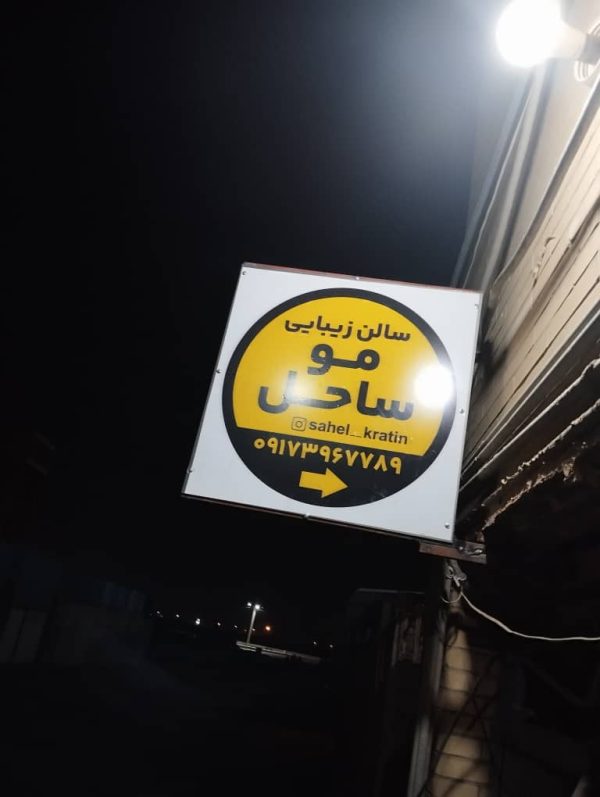 سالن زیبایی
مو
ساحل
sahel__kratin
۰۹۱۷۳۹۶۷۷۸۹